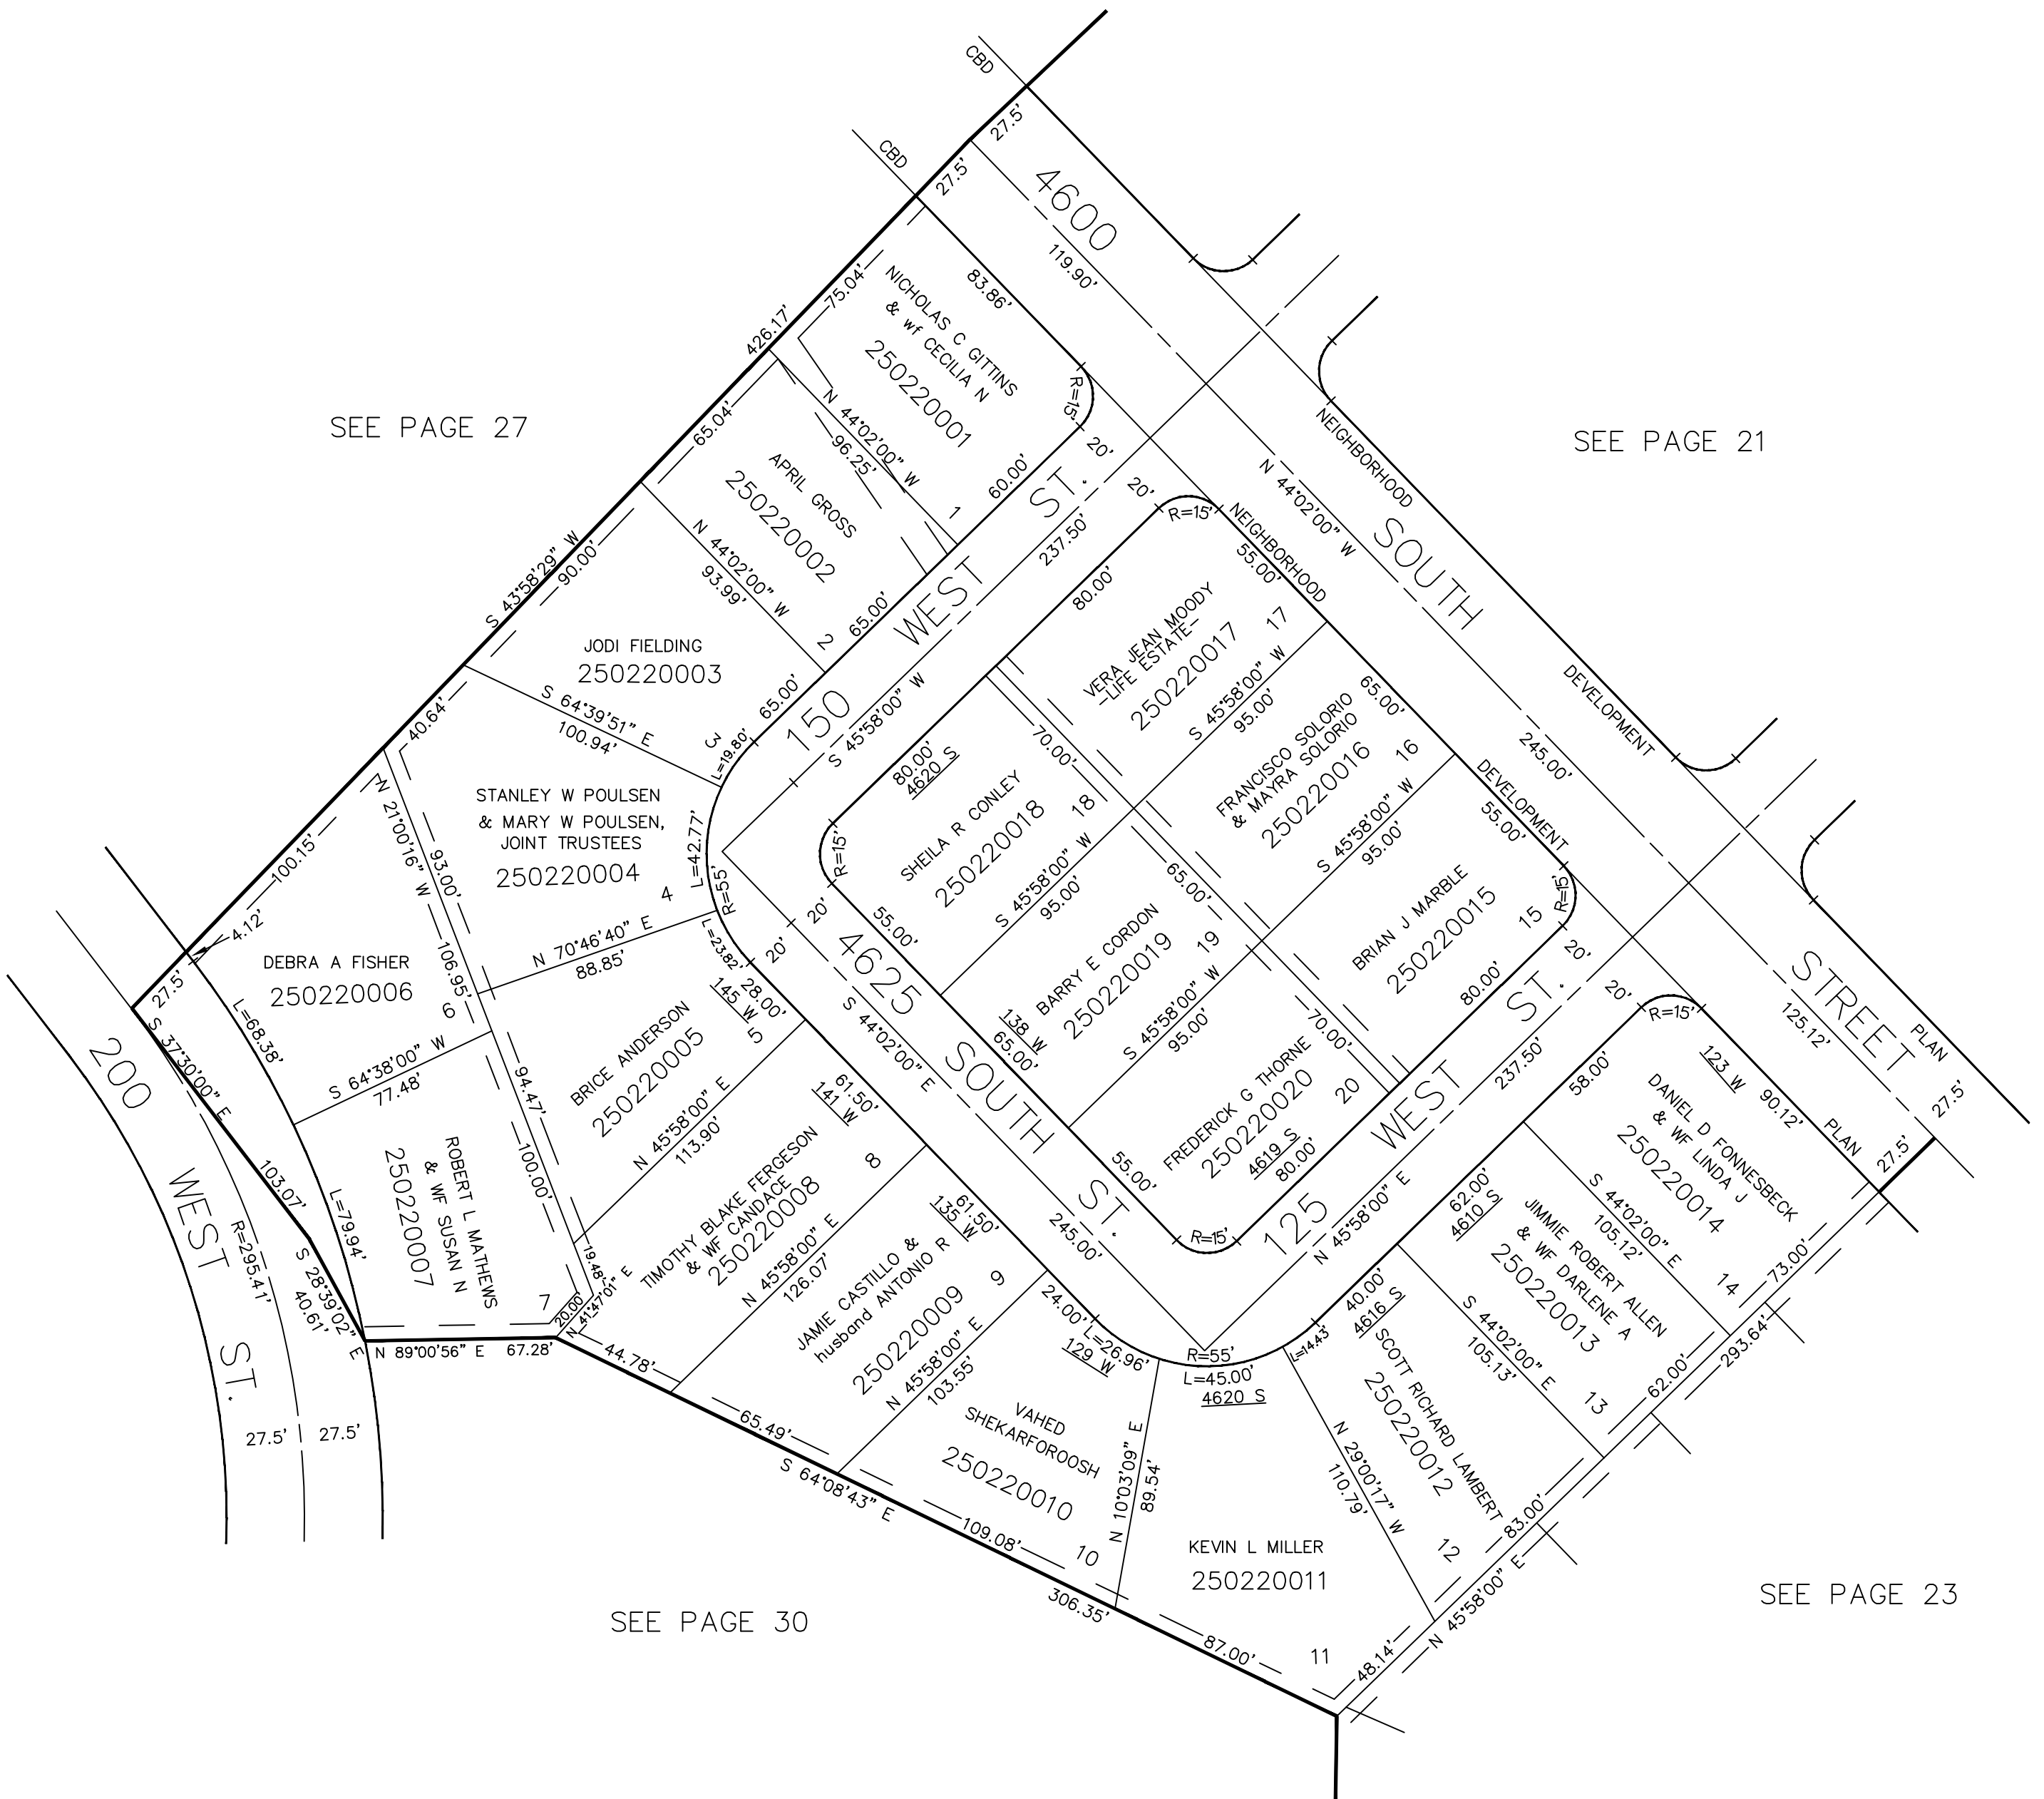 CBD
27.5'
CBD
27.5'
4600
SOUTH
STREET
119.90'
N 44°02'00" W
245.00'
125.12'
27.5'
27.5'
NEIGHBORHOOD
DEVELOPMENT
PLAN
NEIGHBORHOOD
DEVELOPMENT
PLAN
SEE PAGE 27
SEE PAGE 21
SEE PAGE 30
SEE PAGE 23
426.17'
S 43°58'29" W
75.04'
83.86'
NICHOLAS C GITTINS
& wf CECILIA N
250220001
R=15'
20'
N 44°02'00" W
96.25'
60.00'
1
65.04'
APRIL GROSS
250220002
N 44°02'00" W
93.99'
65.00'
2
90.00'
JODI FIELDING
250220003
S 64°39'51" E
100.94'
65.00'
L=19.80'
3
40.64'
STANLEY W POULSEN
& MARY W POULSEN,
JOINT TRUSTEES
250220004
4
L=42.77'
R=55'
N 70°46'40" E
88.85'
L=23.82'
N 21°00'16" W
93.00'
106.95'
94.47'
100.00'
100.15'
4.12'
27.5'
DEBRA A FISHER
250220006
6
L=68.38'
S 37°30'00" E
103.07'
S 64°38'00" W
77.48'
ROBERT L MATHEWS
& WF SUSAN N
250220007
7
L=79.94'
S 28°39'02" E
40.61'
N 89°00'56" E 67.28'
20.00'
N 41°47'01" E
19.48'
200
WEST
ST.
R=295.41'
27.5'
27.5'
BRICE ANDERSON
250220005
28.00'
145 W
5
N 45°58'00" E
113.90'
TIMOTHY BLAKE FERGESON
& WF CANDACE
250220008
61.50'
141 W
8
N 45°58'00" E
126.07'
44.78'
JAMIE CASTILLO &
husband ANTONIO R
250220009
61.50'
135 W
9
N 45°58'00" E
103.55'
65.49'
24.00'
L=26.96'
129 W
VAHED
SHEKARFOROOSH
250220010
10
N 10°03'09" E
89.54'
109.08'
S 64°08'43" E
306.35'
R=55'
L=45.00'
4620 S
KEVIN L MILLER
250220011
11
87.00'
48.14'
N 29°00'17" W
110.79'
L=14.43'
40.00'
4616 S
SCOTT RICHARD LAMBERT
250220012
12
83.00'
N 45°58'00" E
293.64'
S 44°02'00" E
105.13'
62.00'
4610 S
JIMMIE ROBERT ALLEN
& WF DARLENE A
250220013
13
62.00'
S 44°02'00" E
105.12'
58.00'
DANIEL D FONNESBECK
& WF LINDA J
250220014
14
73.00'
123 W 90.12'
R=15'
20'
20'
150
WEST
ST.
237.50'
S 45°58'00" W
20'
R=15'
80.00'
55.00'
VERA JEAN MOODY
-LIFE ESTATE-
250220017
17
S 45°58'00" W
95.00'
65.00'
FRANCISCO SOLORIO
& MAYRA SOLORIO
250220016
16
S 45°58'00" W
95.00'
55.00'
BRIAN J MARBLE
250220015
15
R=15'
80.00'
70.00'
65.00'
70.00'
80.00'
4620 S
SHEILA R CONLEY
250220018
18
R=15'
20'
20'
55.00'
S 45°58'00" W
95.00'
BARRY E CORDON
250220019
19
138 W
65.00'
S 45°58'00" W
95.00'
FREDERICK G THORNE
250220020
20
4619 S
80.00'
55.00'
R=15'
4625
SOUTH
ST.
S 44°02'00" E
245.00'
125
WEST
ST.
N 45°58'00" E
237.50'